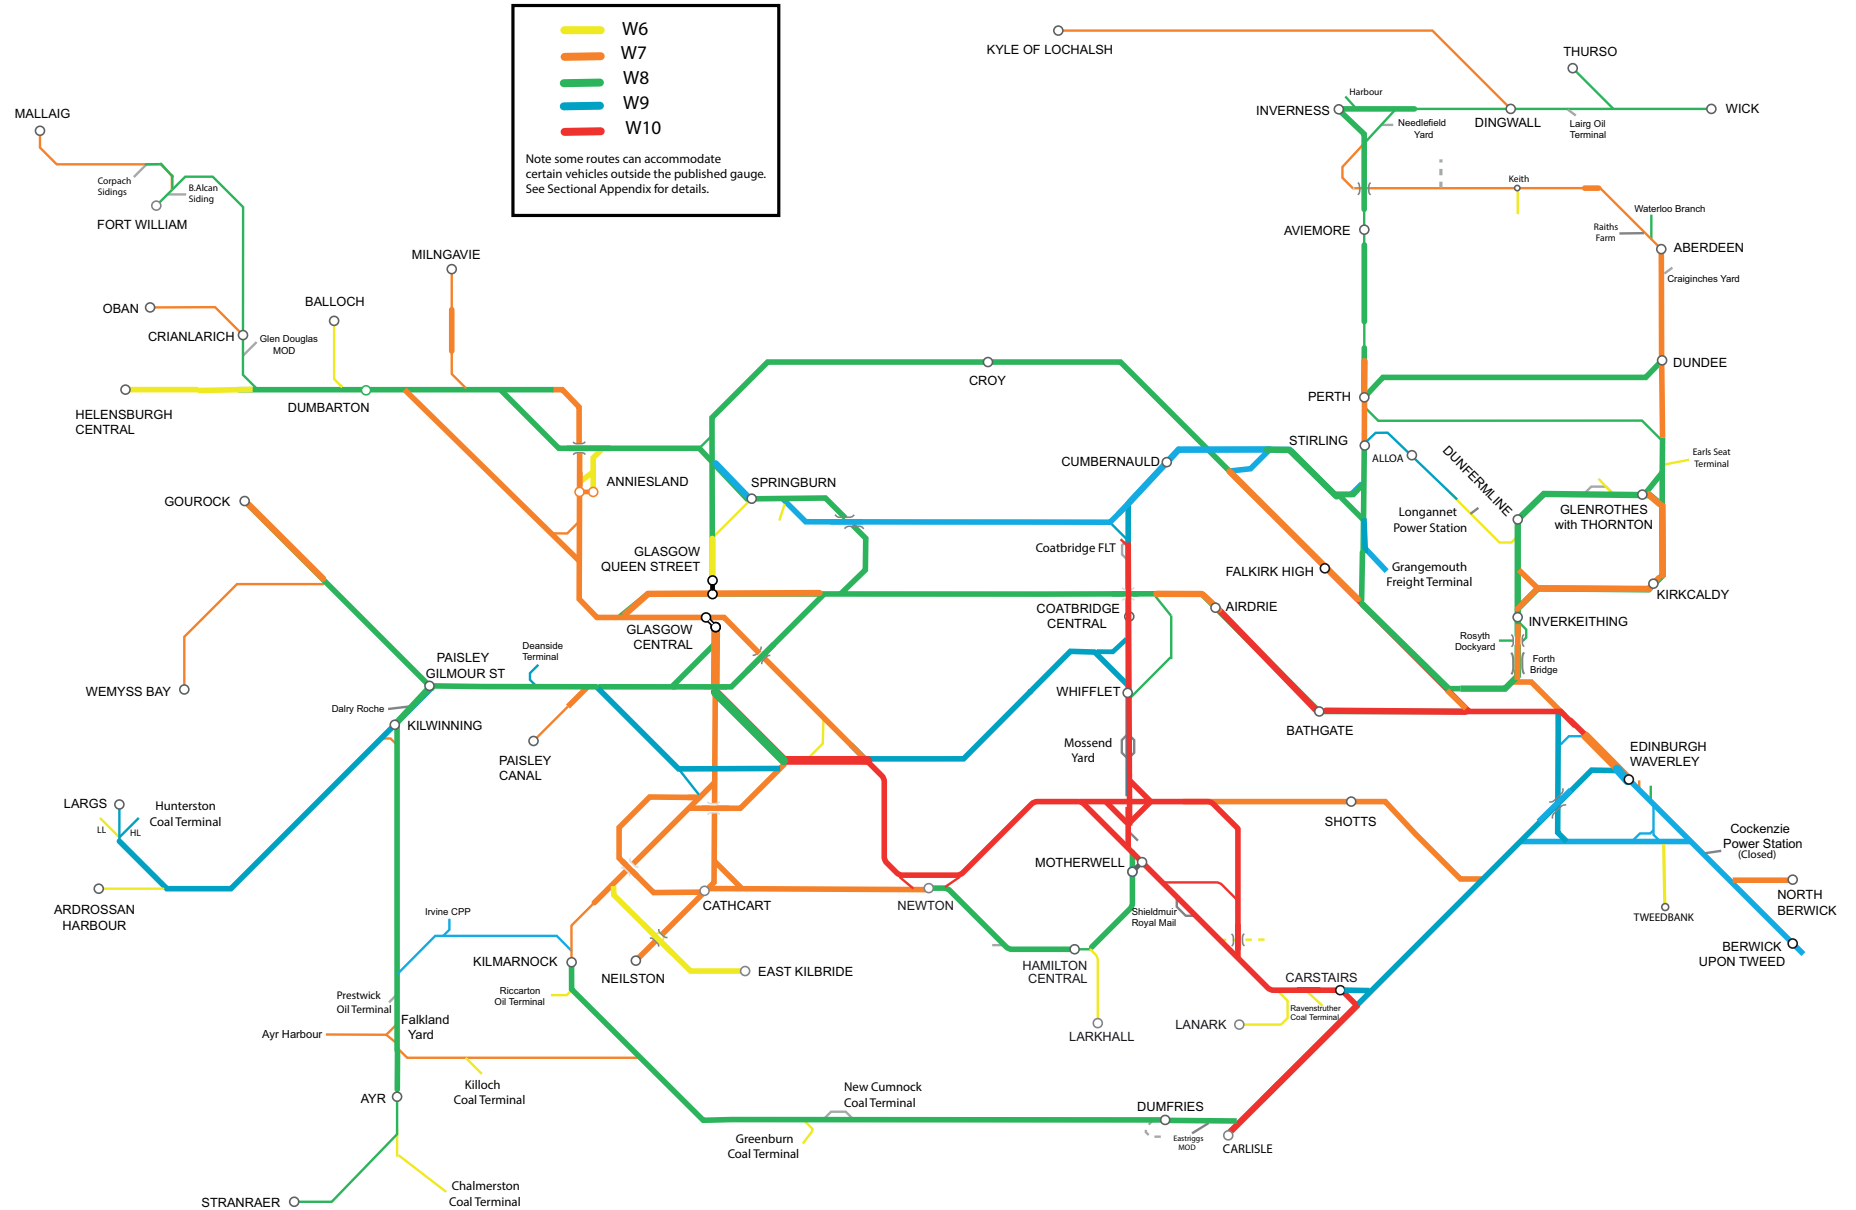 W6
W7
W8
W9
W10
Note some routes can accommodate
certain vehicles outside the published gauge.
See Sectional Appendix for details.
KYLE OF LOCHALSH
THURSO
Harbour
INVERNESS
Needlefield
Yard
DINGWALL
Lairg Oil
Terminal
WICK
MALLAIG
Corpach
Sidings
B.Alcan
Siding
FORT WILLIAM
Keith
Waterloo Branch
Raiths
Farm
AVIEMORE
ABERDEEN
Craiginches Yard
MILNGAVIE
OBAN
BALLOCH
CRIANLARICH
Glen Douglas
MOD
HELENSBURGH
CENTRAL
DUMBARTON
CROY
DUNDEE
PERTH
STIRLING
ALLOA
DUNFERMLINE
Earls Seat
Terminal
CUMBERNAULD
ANNIESLAND
SPRINGBURN
GOUROCK
Longannet
Power Station
GLENROTHES
with THORNTON
GLASGOW
QUEEN STREET
Coatbridge FLT
FALKIRK HIGH
Grangemouth
Freight Terminal
KIRKCALDY
COATBRIDGE
CENTRAL
AIRDRIE
INVERKEITHING
GLASGOW
CENTRAL
Rosyth
Dockyard
Forth
Bridge
Deanside
Terminal
PAISLEY
GILMOUR ST
WEMYSS BAY
WHIFFLET
Dalry Roche
KILWINNING
BATHGATE
PAISLEY
CANAL
Mossend
Yard
EDINBURGH
WAVERLEY
LARGS
Hunterston
Coal Terminal
LL
HL
SHOTTS
Cockenzie
Power Station
(Closed)
MOTHERWELL
ARDROSSAN
HARBOUR
CATHCART
NEWTON
Shieldmuir
Royal Mail
TWEEDBANK
NORTH
BERWICK
Irvine CPP
BERWICK
UPON TWEED
KILMARNOCK
NEILSTON
EAST KILBRIDE
HAMILTON
CENTRAL
CARSTAIRS
Riccarton
Oil Terminal
Prestwick
Oil Terminal
Ravenstruther
Coal Terminal
Falkland
Yard
Ayr Harbour
LARKHALL
LANARK
Killoch
Coal Terminal
AYR
New Cumnock
Coal Terminal
DUMFRIES
Greenburn
Coal Terminal
Eastriggs
MOD
CARLISLE
Chalmerston
Coal Terminal
STRANRAER